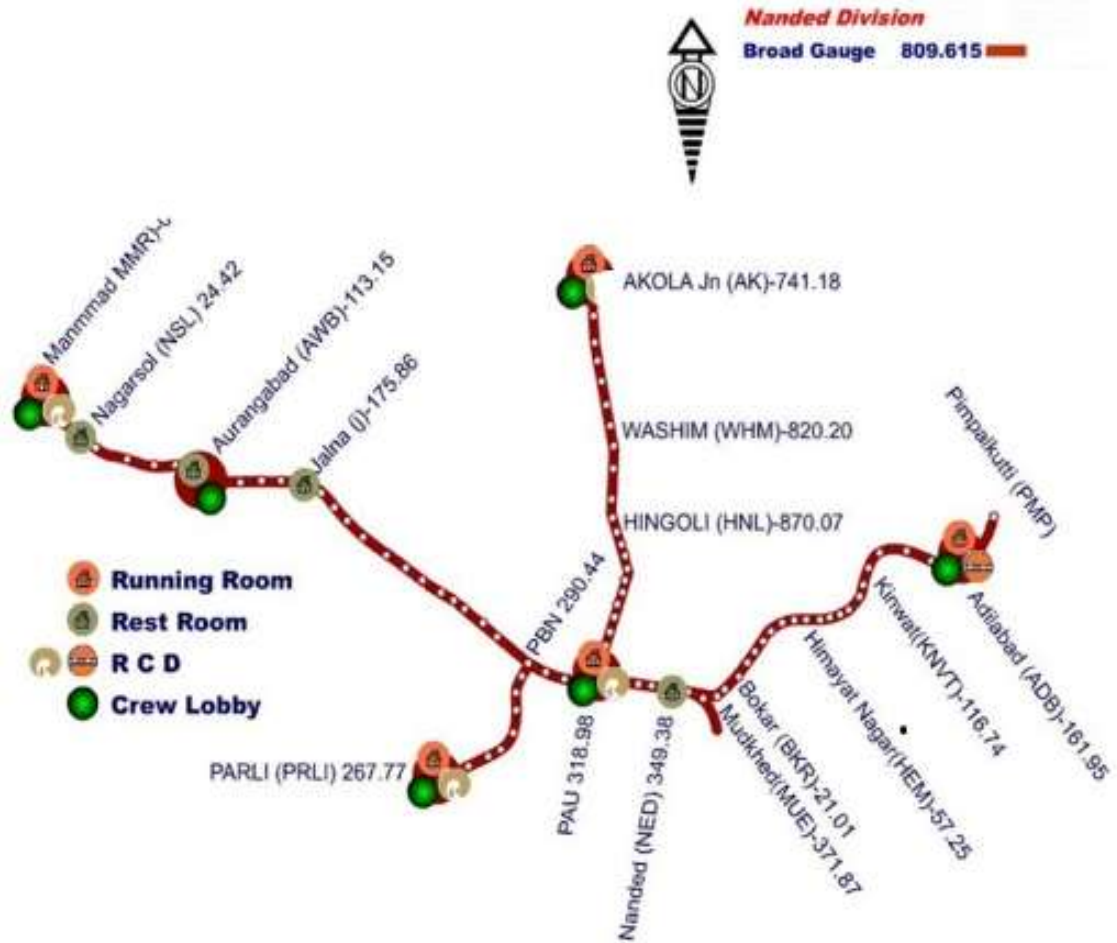 Nanded Division
Broad Gauge 809.615
N
Manmmad MMR)-
Nagarsol (NSL) 24.42
Aurangabad (AWB)-113.15
Jalna (j)-175.86
AKOLA Jn (AK)-741.18
WASHIM (WHM)-820.20
HINGOLI (HNL)-870.07
Pimpalkutti (PMP)
PBN 290.44
Running Room
Rest Room
R C D
Crew Lobby
PARLI (PRLI) 267.77
PAU 318.98
Nanded (NED) 349.38
Mudkhed(MUE)-371.87
Bokar (BKR)-21.01
Himayat Nagar(HEM)-57.25
Kinwat(KNVT)-116.74
Adilabad (ADB)-161.95